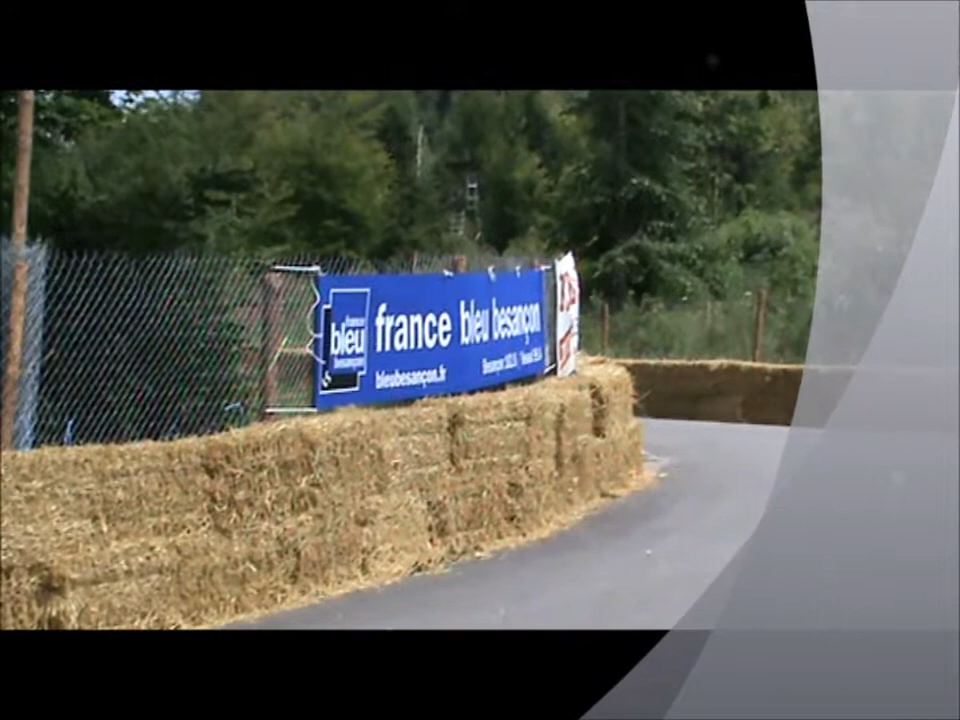 france
bleu
besançon
france bleu besançon
bleubesançon.fr